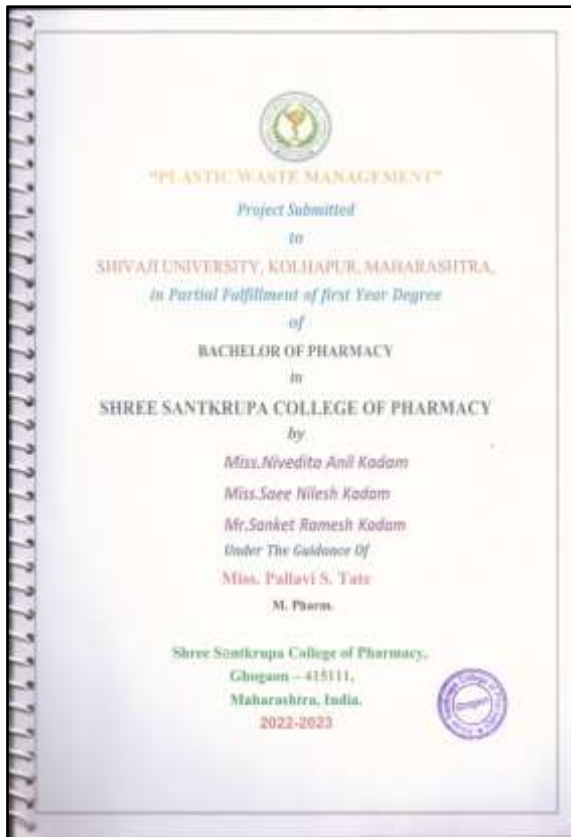 "PLASTIC WASTE MANAGEMENT"
Project Submitted
to
SHIVAJI UNIVERSITY, KOLHAPUR, MAHARASHTRA.
in Partial Fulfillment of first Year Degree
of
BACHELOR OF PHARMACY
in
SHREE SANTKRUPA COLLEGE OF PHARMACY
by
Miss.Nivedita Anil Kadam
Miss.Saee Nilesh Kadam
Mr.Sanket Ramesh Kadam
Under The Guidance Of
Miss. Pallavi S. Tate
M. Pharm.
Shree Santkrupa College of Pharmacy,
Ghogaon – 415111,
Maharashtra, India.
2022-2023
Ghogaon